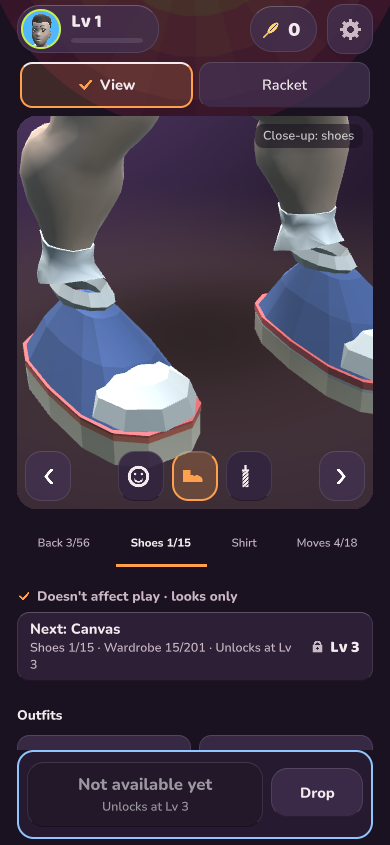 Lv 1
0
View
Racket
Close-up: shoes
Back 3/56
Shoes 1/15
Shirt
Moves 4/18
Doesn't affect play · looks only
Next: Canvas
Shoes 1/15 · Wardrobe 15/201 · Unlocks at Lv
3
Lv 3
Outfits
Not available yet
Unlocks at Lv 3
Drop